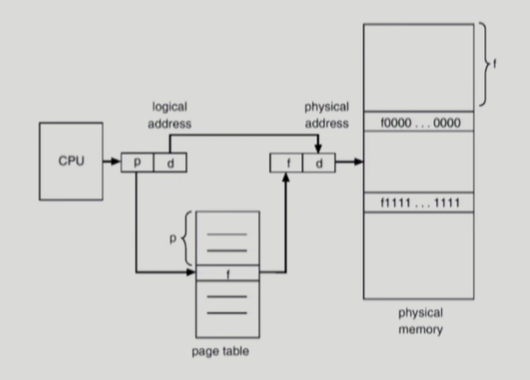 logical
address
physical
address
CPU
p d
f d
p
f
page table
f
f0000 ... 0000
f1111 ... 1111
physical
memory